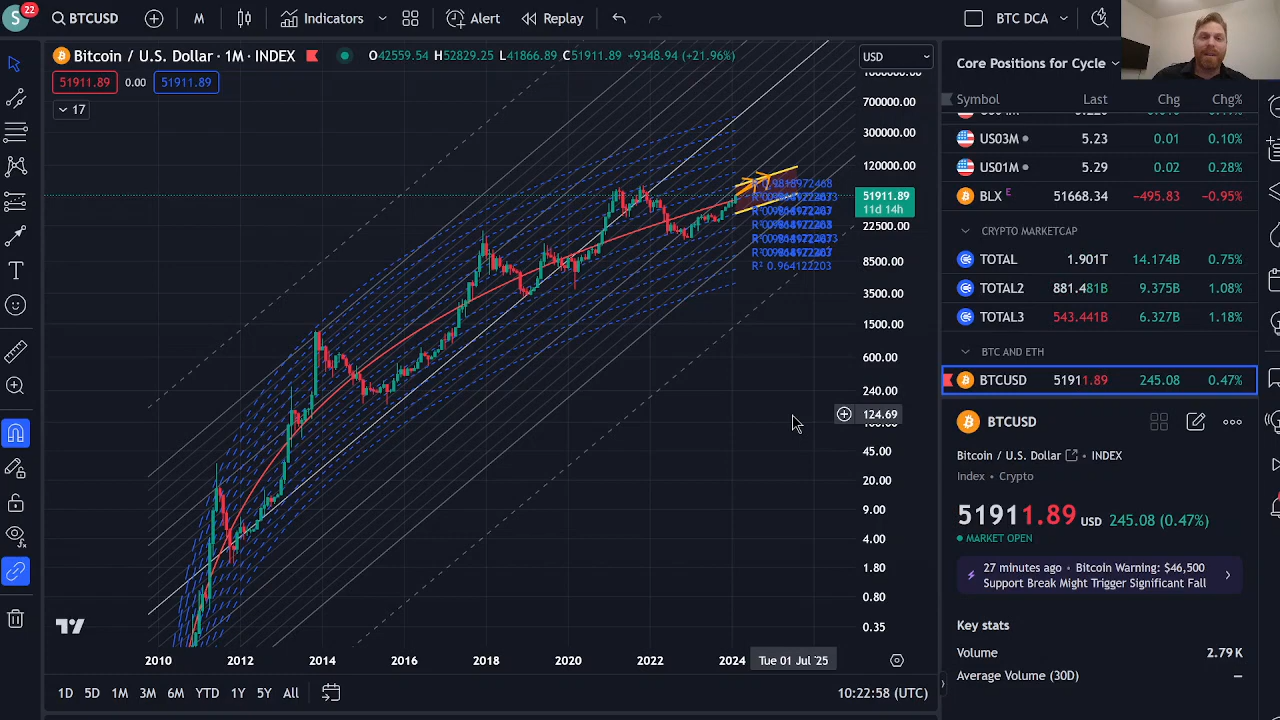 S 22 BTCUSD M Indicators Alert Replay BTC DCA
Bitcoin / U.S. Dollar · 1M · INDEX O42559.54 H52829.25 L41866.89 C51911.89 +9348.94 (+21.96%)
51911.89 0.00 51911.89
17
USD
700000.00
300000.00
120000.00
51911.89
11d 14h
22500.00
8500.00
3500.00
1500.00
600.00
240.00
124.69
45.00
20.00
9.00
4.00
1.80
0.80
0.35
R² 0.9818972468
R² 0.964122203
2010 2012 2014 2016 2018 2020 2022 2024 Tue 01 Jul '25
1D 5D 1M 3M 6M YTD 1Y 5Y All 10:22:58 (UTC)
Core Positions for Cycle
Symbol Last Chg Chg%
US03M 5.23 0.01 0.10%
US01M 5.29 0.02 0.28%
BLX E 51668.34 −495.83 −0.95%
CRYPTO MARKETCAP
TOTAL 1.901T 14.174B 0.75%
TOTAL2 881.481B 9.375B 1.08%
TOTAL3 543.441B 6.327B 1.18%
BTC AND ETH
BTCUSD 51911.89 245.08 0.47%
BTCUSD
Bitcoin / U.S. Dollar • INDEX
Index • Crypto
51911.89 USD 245.08 (0.47%)
MARKET OPEN
27 minutes ago • Bitcoin Warning: $46,500
Support Break Might Trigger Significant Fall
Key stats
Volume 2.79K
Average Volume (30D) —